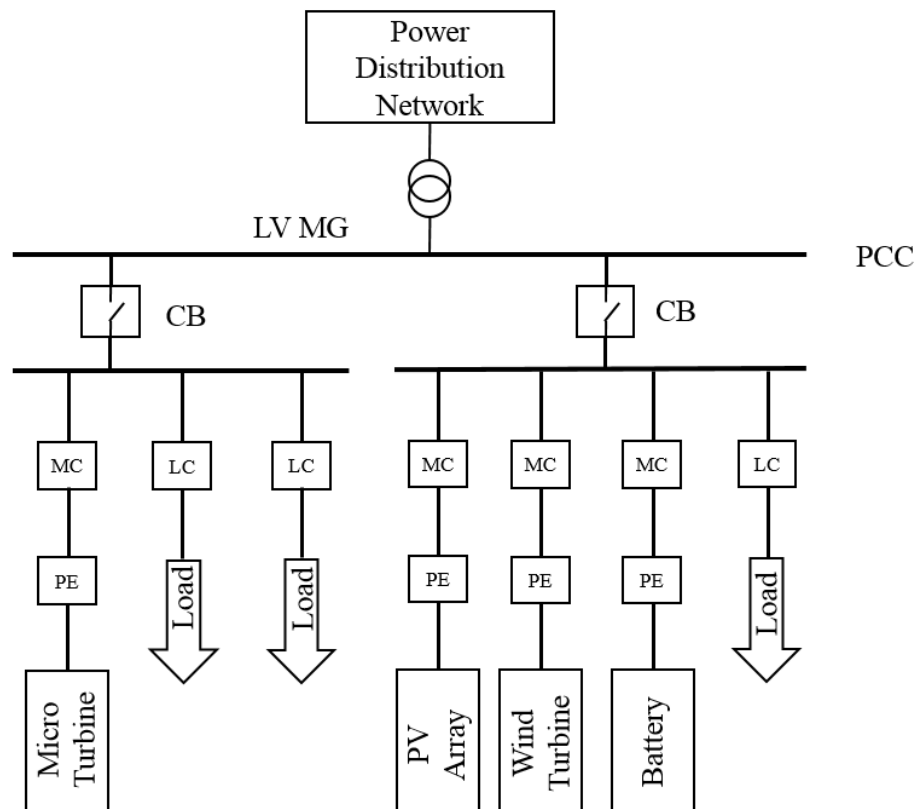 Power
Distribution
Network
LV MG
PCC
CB
CB
MC
LC
LC
MC
MC
MC
LC
PE
Load
Load
PE
PE
PE
Load
Micro
Turbine
PV
Array
Wind
Turbine
Battery